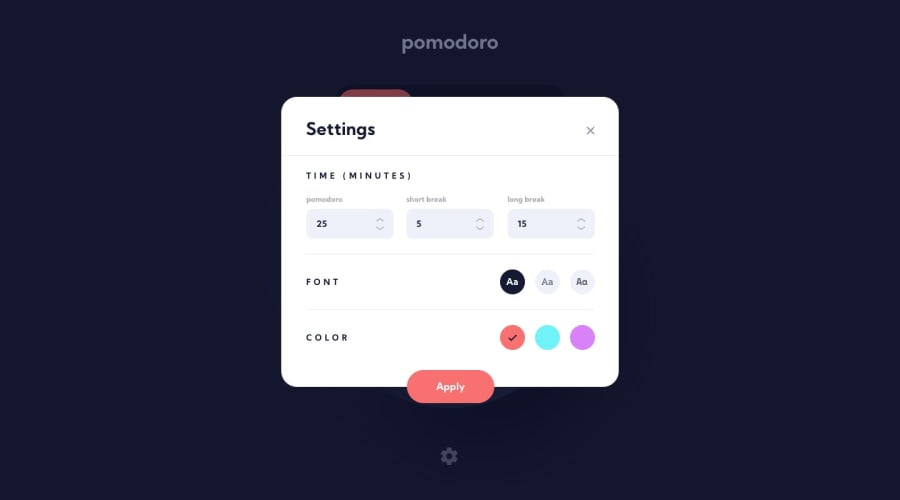 pomodoro
Settings
TIME (MINUTES)
pomodoro short break long break
25 5 15
FONT Aa Aa Aa
COLOR
Apply